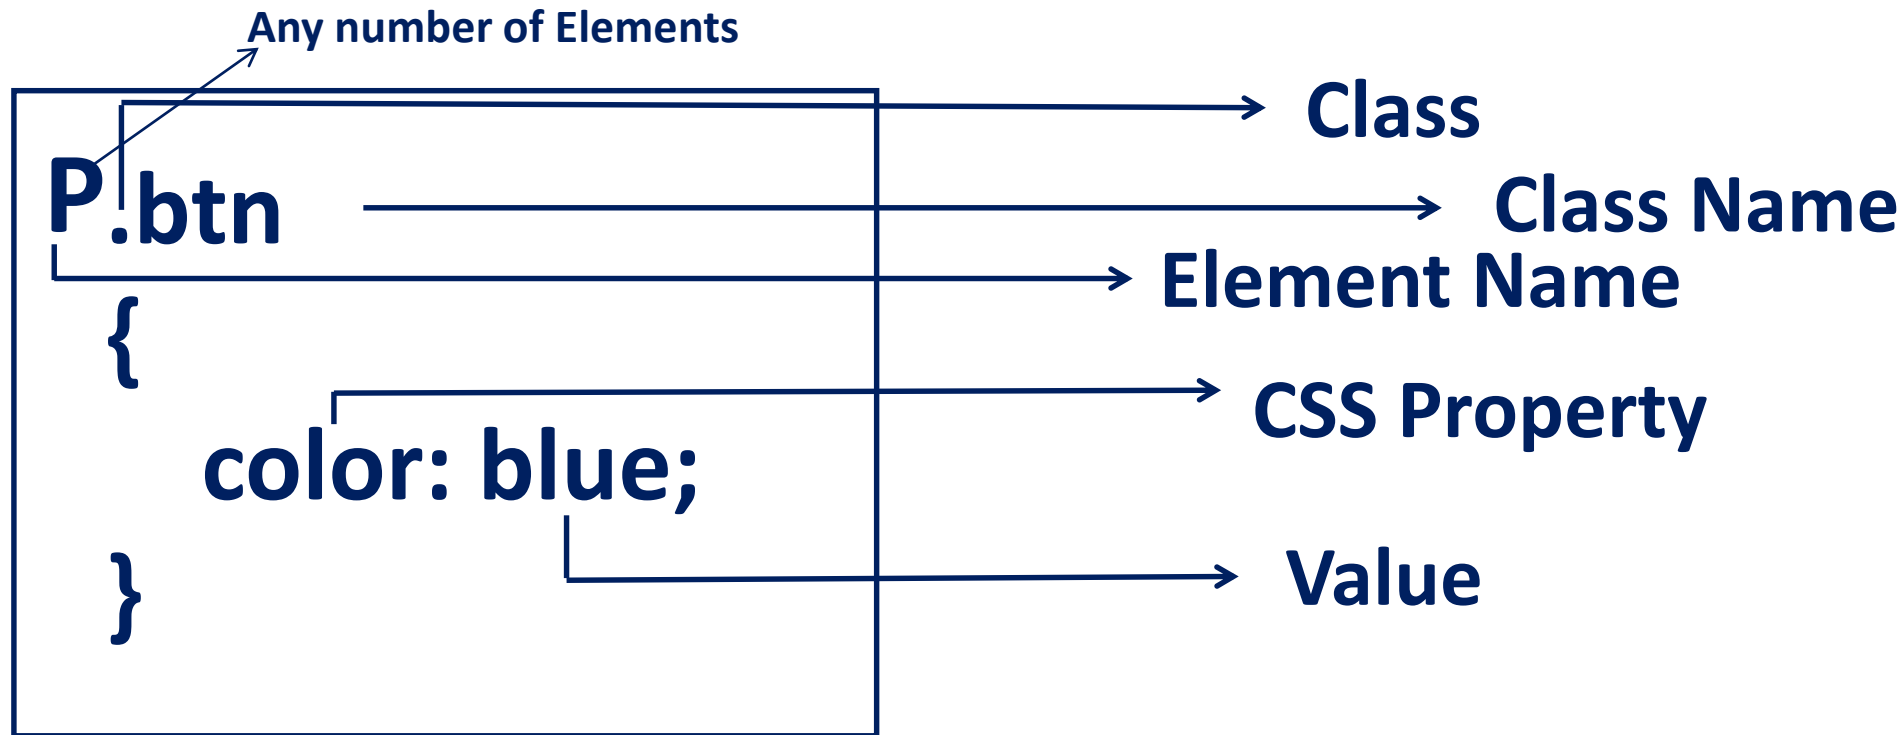 Any number of Elements
Class
P.btn
Class Name
Element Name
{
CSS Property
color: blue;
}
Value